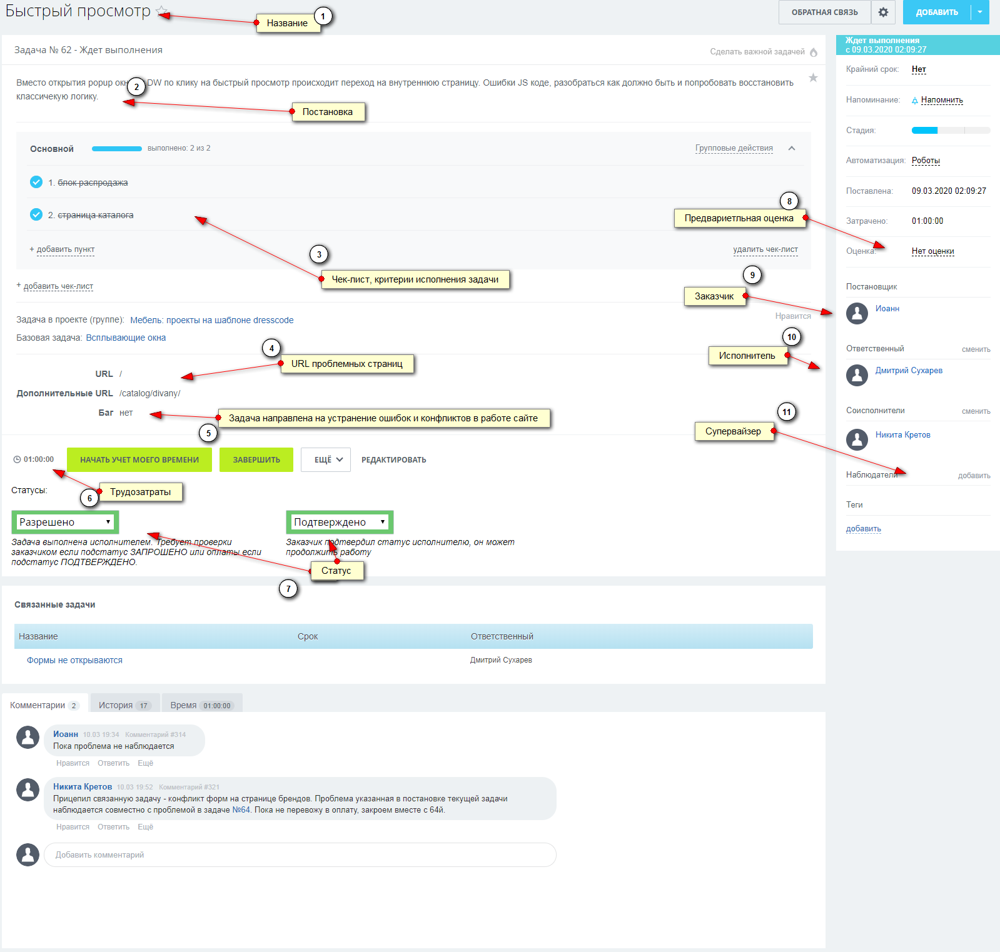 Быстрый просмотр
1
Название
ОБРАТНАЯ СВЯЗЬ
ДОБАВИТЬ
Задача № 62 - Ждет выполнения
Сделать важной задачей
Вместо открытия popup окн DW по клику на быстрый просмотр происходит переход на внутреннюю страницу. Ошибки JS коде, разобраться как должно быть и попробовать восстановить
классичекую логику.
2
Постановка
Основной
выполнено: 2 из 2
Групповые действия
1. блок распродажа
2. страница каталога
+ добавить пункт
удалить чек-лист
3
Чек-лист, критерии исполнения задачи
+ добавить чек-лист
Задача в проекте (группе): Мебель: проекты на шаблоне dresscode
Нравится
Базовая задача: Всплывающие окна
4
URL проблемных страниц
URL /
Дополнительные URL /catalog/divany/
Баг нет
Задача направлена на устранение ошибок и конфликтов в работе сайте
5
01:00:00
НАЧАТЬ УЧЕТ МОЕГО ВРЕМЕНИ
ЗАВЕРШИТЬ
ЕЩЁ
РЕДАКТИРОВАТЬ
Статусы:
6
Трудозатраты
Разрешено
Задача выполнена исполнителем. Требует проверки
заказчиком если подстатус ЗАПРОШЕНО или оплаты если
подстатус ПОДТВЕРЖДЕНО.
Подтверждено
Заказчик подтвердил статус исполнителю, он может
продолжить работу
Статус
7
Ждет выполнения
с 09.03.2020 02:09:27
Крайний срок: Нет
Напоминание: Напомнить
Стадия:
Автоматизация: Роботы
Поставлена: 09.03.2020 02:09:27
Затрачено: 01:00:00
8
Предвариетльная оценка
Оценка: Нет оценки
9
Заказчик
Постановщик
Иоанн
10
Исполнитель
Ответственный
сменить
Дмитрий Сухарев
11
Супервайзер
Соисполнители
сменить
Никита Кретов
Наблюдатели
добавить
Теги
добавить
Связанные задачи
Название
Срок
Ответственный
Формы не открываются
Дмитрий Сухарев
Комментарии 2
История 17
Время 01:00:00
Иоанн 10.03 19:34 Комментарий #314
Пока проблема не наблюдается
Нравится Ответить Ещё
Никита Кретов 10.03 19:52 Комментарий #321
Прицепил связанную задачу - конфликт форм на странице брендов. Проблема указанная в постановке текущей задачи
наблюдается совместно с проблемой в задаче №64. Пока не перевожу в оплату, закроем вместе с 64й.
Нравится Ответить Ещё
Добавить комментарий